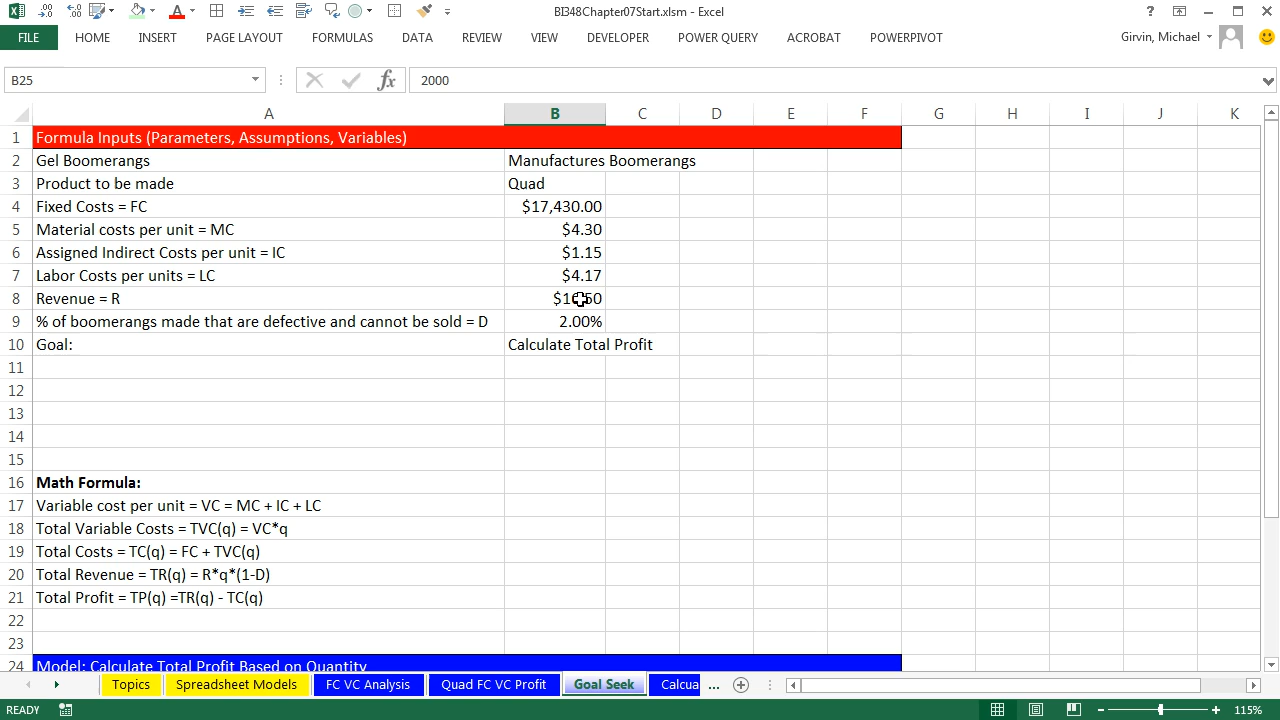 BI348Chapter07Start.xlsm - Excel
FILE HOME INSERT PAGE LAYOUT FORMULAS DATA REVIEW VIEW DEVELOPER POWER QUERY ACROBAT POWERPIVOT Girvin, Michael
B25 fx 2000
A B C D E F G H I J K
1 Formula Inputs (Parameters, Assumptions, Variables)
2 Gel Boomerangs Manufactures Boomerangs
3 Product to be made Quad
4 Fixed Costs = FC $17,430.00
5 Material costs per unit = MC $4.30
6 Assigned Indirect Costs per unit = IC $1.15
7 Labor Costs per units = LC $4.17
8 Revenue = R
9 % of boomerangs made that are defective and cannot be sold = D 2.00%
10 Goal: Calculate Total Profit
11
12
13
14
15
16 Math Formula:
17 Variable cost per unit = VC = MC + IC + LC
18 Total Variable Costs = TVC(q) = VC*q
19 Total Costs = TC(q) = FC + TVC(q)
20 Total Revenue = TR(q) = R*q*(1-D)
21 Total Profit = TP(q) =TR(q) - TC(q)
22
23
24 Model: Calculate Total Profit Based on Quantity
Topics Spreadsheet Models FC VC Analysis Quad FC VC Profit Goal Seek Calcua ...
READY 115%